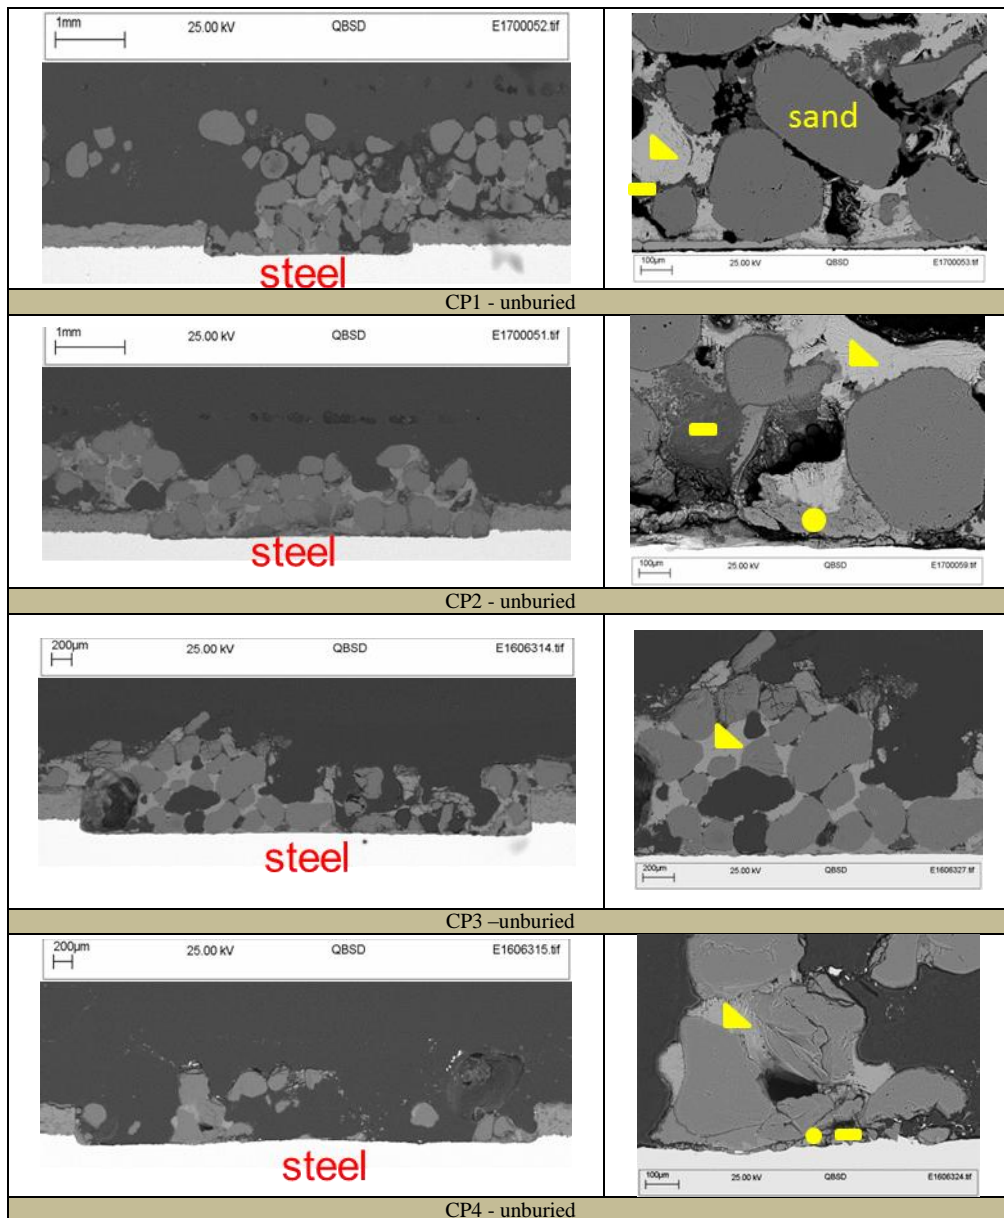 1mm 25.00 kV QBSD E1700052.tif
steel
sand
100µm 25.00 kV QBSD E1700053.tif
CP1 - unburied
1mm 25.00 kV QBSD E1700051.tif
steel
100µm 25.00 kV QBSD E1700059.tif
CP2 - unburied
200µm 25.00 kV QBSD E1606314.tif
steel
200µm 25.00 kV QBSD E1606327.tif
CP3 –unburied
200µm 25.00 kV QBSD E1606315.tif
steel
100µm 25.00 kV QBSD E1606324.tif
CP4 - unburied